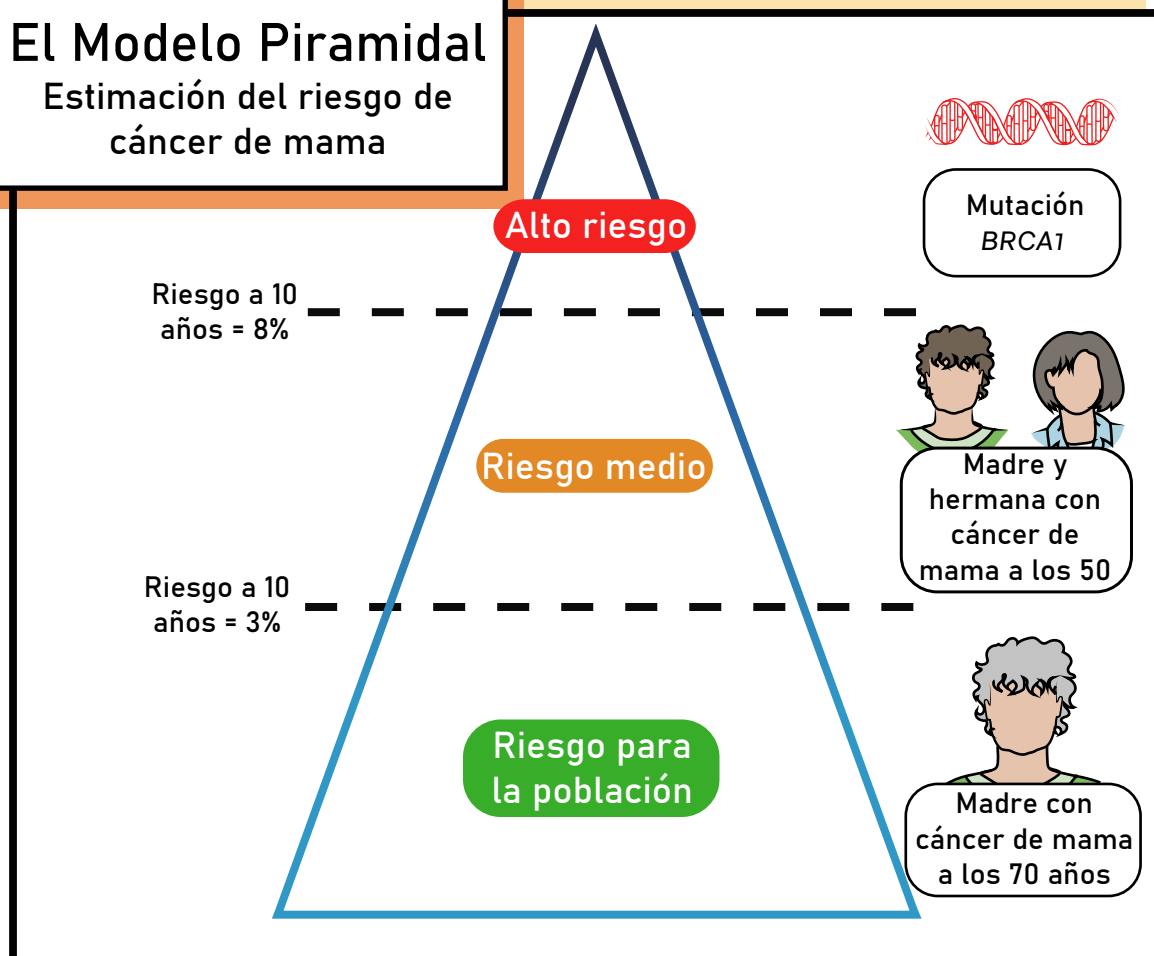 El Modelo Piramidal
Estimación del riesgo de
cáncer de mama
Alto riesgo
Mutación
BRCA1
Riesgo a 10
años = 8%
Riesgo medio
Madre y
hermana con
cáncer de
mama a los 50
Riesgo a 10
años = 3%
Riesgo para
la población
Madre con
cáncer de mama
a los 70 años